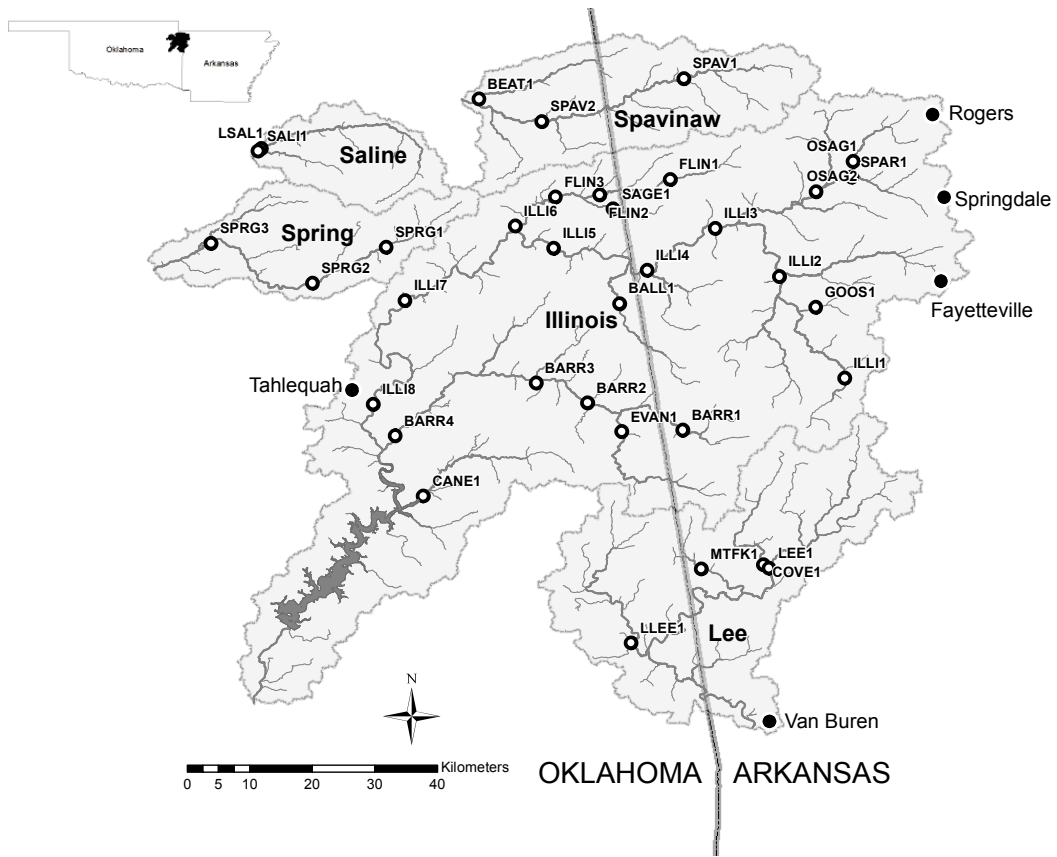 Oklahoma
Arkansas
SPAV1
BEAT1
SPAV2
Spavinaw
Rogers
LSAL1
SALI1
Saline
OSAG1
SPAR1
FLIN1
OSAG2
FLIN3
SAGE1
Springdale
ILLI6
FLIN2
ILLI3
SPRG3
Spring
SPRG1
ILLI5
SPRG2
ILLI4
ILLI2
ILLI7
BALL1
GOOS1
Fayetteville
Illinois
BARR3
ILLI1
Tahlequah
ILLI8
BARR2
BARR4
EVAN1
BARR1
CANE1
MTFK1
LEE1
COVE1
LLEE1
Lee
N
Van Buren
Kilometers
0 5 10 20 30 40
OKLAHOMA
ARKANSAS